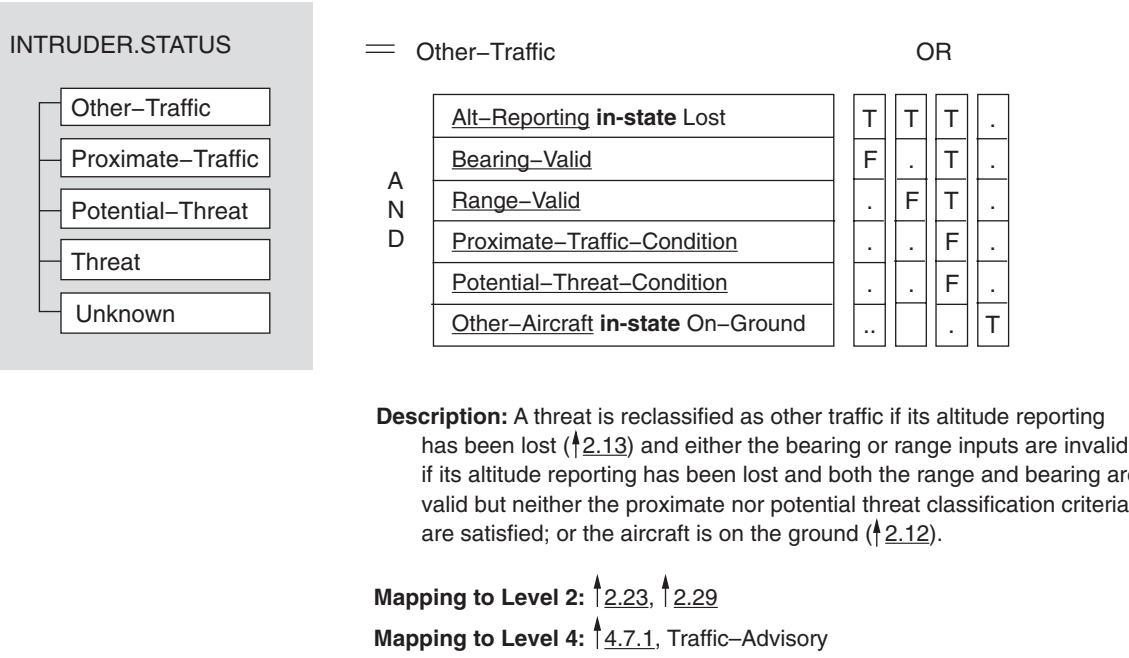 INTRUDER.STATUS
Other−Traffic
Proximate−Traffic
Potential−Threat
Threat
Unknown
= Other−Traffic OR
A
N
D
Alt−Reporting in-state Lost T T T .
Bearing−Valid F . T .
Range−Valid . F T .
Proximate−Traffic−Condition . . F .
Potential−Threat−Condition . . F .
Other−Aircraft in-state On−Ground .. . T
Description: A threat is reclassified as other traffic if its altitude reporting
has been lost (↑2.13) and either the bearing or range inputs are invalid
if its altitude reporting has been lost and both the range and bearing ar
valid but neither the proximate nor potential threat classification criteria
are satisfied; or the aircraft is on the ground (↑2.12).
Mapping to Level 2: ↑2.23, ↑2.29
Mapping to Level 4: ↑4.7.1, Traffic–Advisory